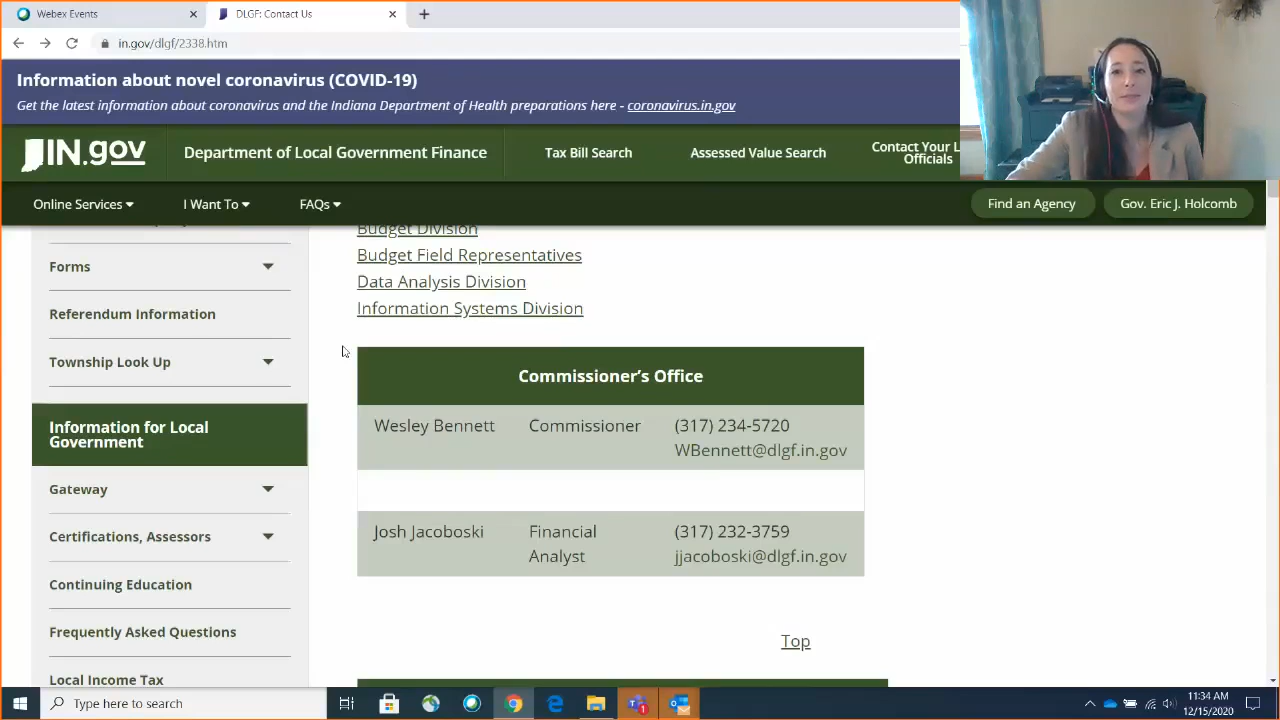 Webex Events
DLGF: Contact Us
in.gov/dlgf/2338.htm
Information about novel coronavirus (COVID-19)
Get the latest information about coronavirus and the Indiana Department of Health preparations here - coronavirus.in.gov
IN.gov
Department of Local Government Finance
Tax Bill Search
Assessed Value Search
Contact Your L
Officials
Online Services
I Want To
FAQs
Find an Agency
Gov. Eric J. Holcomb
Budget Division
Budget Field Representatives
Data Analysis Division
Information Systems Division
Forms
Referendum Information
Township Look Up
Information for Local
Government
Gateway
Certifications, Assessors
Continuing Education
Frequently Asked Questions
Local Income Tax
Commissioner's Office
Wesley Bennett Commissioner (317) 234-5720
WBennett@dlgf.in.gov
Josh Jacoboski Financial (317) 232-3759
Analyst jjacoboski@dlgf.in.gov
Top
Type here to search
11:34 AM
12/15/2020